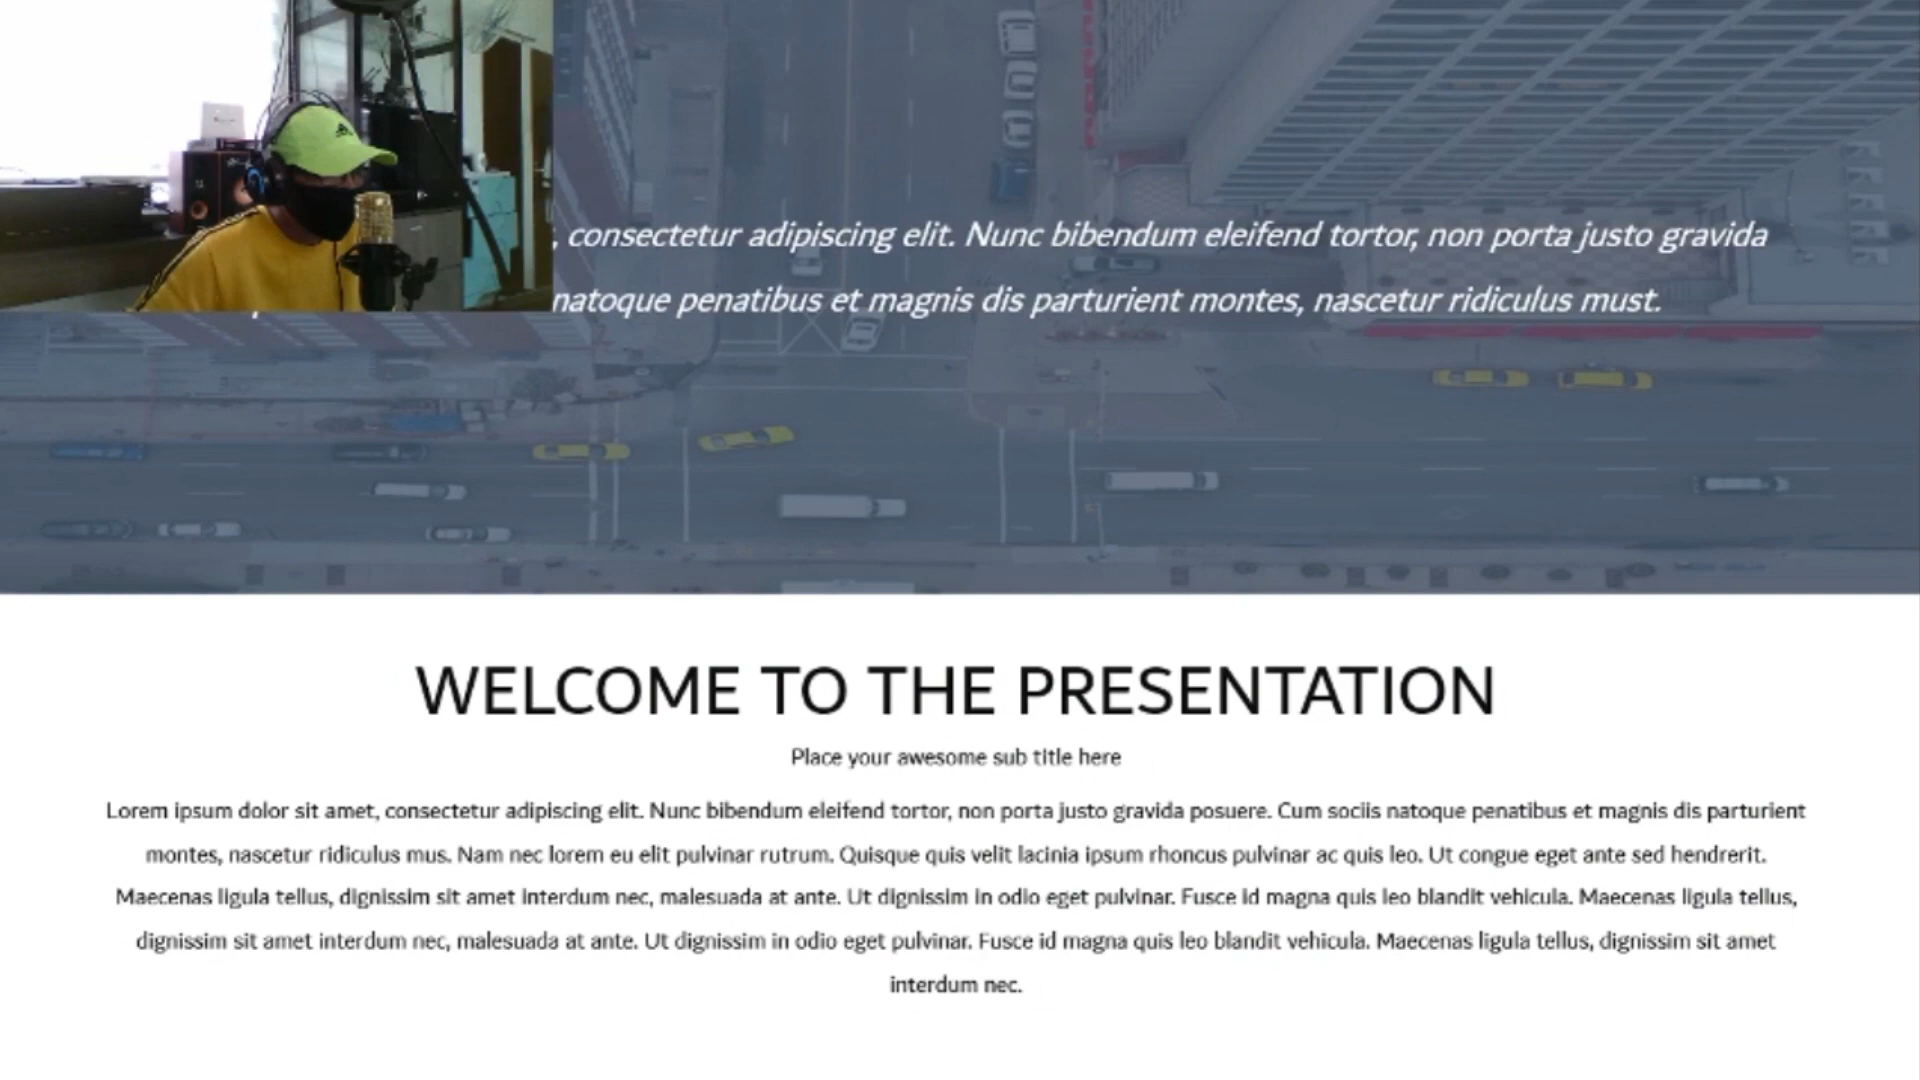 , consectetur adipiscing elit. Nunc bibendum eleifend tortor, non porta justo gravida
natoque penatibus et magnis dis parturient montes, nascetur ridiculus must.
WELCOME TO THE PRESENTATION
Place your awesome sub title here
Lorem ipsum dolor sit amet, consectetur adipiscing elit. Nunc bibendum eleifend tortor, non porta justo gravida posuere. Cum sociis natoque penatibus et magnis dis parturient
montes, nascetur ridiculus mus. Nam nec lorem eu elit pulvinar rutrum. Quisque quis velit lacinia ipsum rhoncus pulvinar ac quis leo. Ut congue eget ante sed hendrerit.
Maecenas ligula tellus, dignissim sit amet interdum nec, malesuada at ante. Ut dignissim in odio eget pulvinar. Fusce id magna quis leo blandit vehicula. Maecenas ligula tellus,
dignissim sit amet interdum nec, malesuada at ante. Ut dignissim in odio eget pulvinar. Fusce id magna quis leo blandit vehicula. Maecenas ligula tellus, dignissim sit amet
interdum nec.